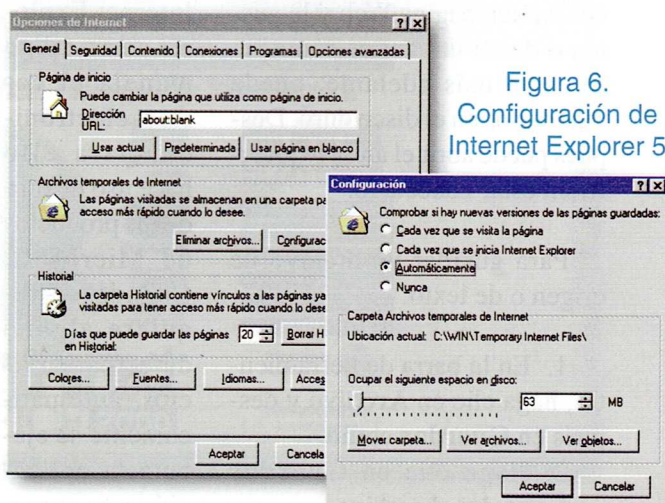 Opciones de Internet
General Seguridad Contenido Conexiones Programas Opciones avanzadas
Página de inicio
Puede cambiar la página que utiliza como página de inicio.
Dirección URL: about:blank
Usar actual Predeterminada Usar página en blanco
Archivos temporales de Internet
Las páginas visitadas se almacenan en una carpeta pa
acceso más rápido cuando lo desee.
Eliminar archivos... Configurac
Historial
La carpeta Historial contiene vínculos a las páginas ya
visitadas para tener acceso más rápido cuando lo dese
Días que puede guardar las páginas 20 Borrar H
en Historial:
Colores... Fuentes... Idiomas... Acce
Aceptar Cancela
Figura 6.
Configuración de
Internet Explorer 5
Configuración
Comprobar si hay nuevas versiones de las páginas guardadas:
Cada vez que se visita la página
Cada vez que se inicia Internet Explorer
Automáticamente
Nunca
Carpeta Archivos temporales de Internet
Ubicación actual: C:\WIN\Temporary Internet Files\
Ocupar el siguiente espacio en disco:
63 MB
Mover carpeta... Ver archivos... Ver objetos...
Aceptar Cancelar